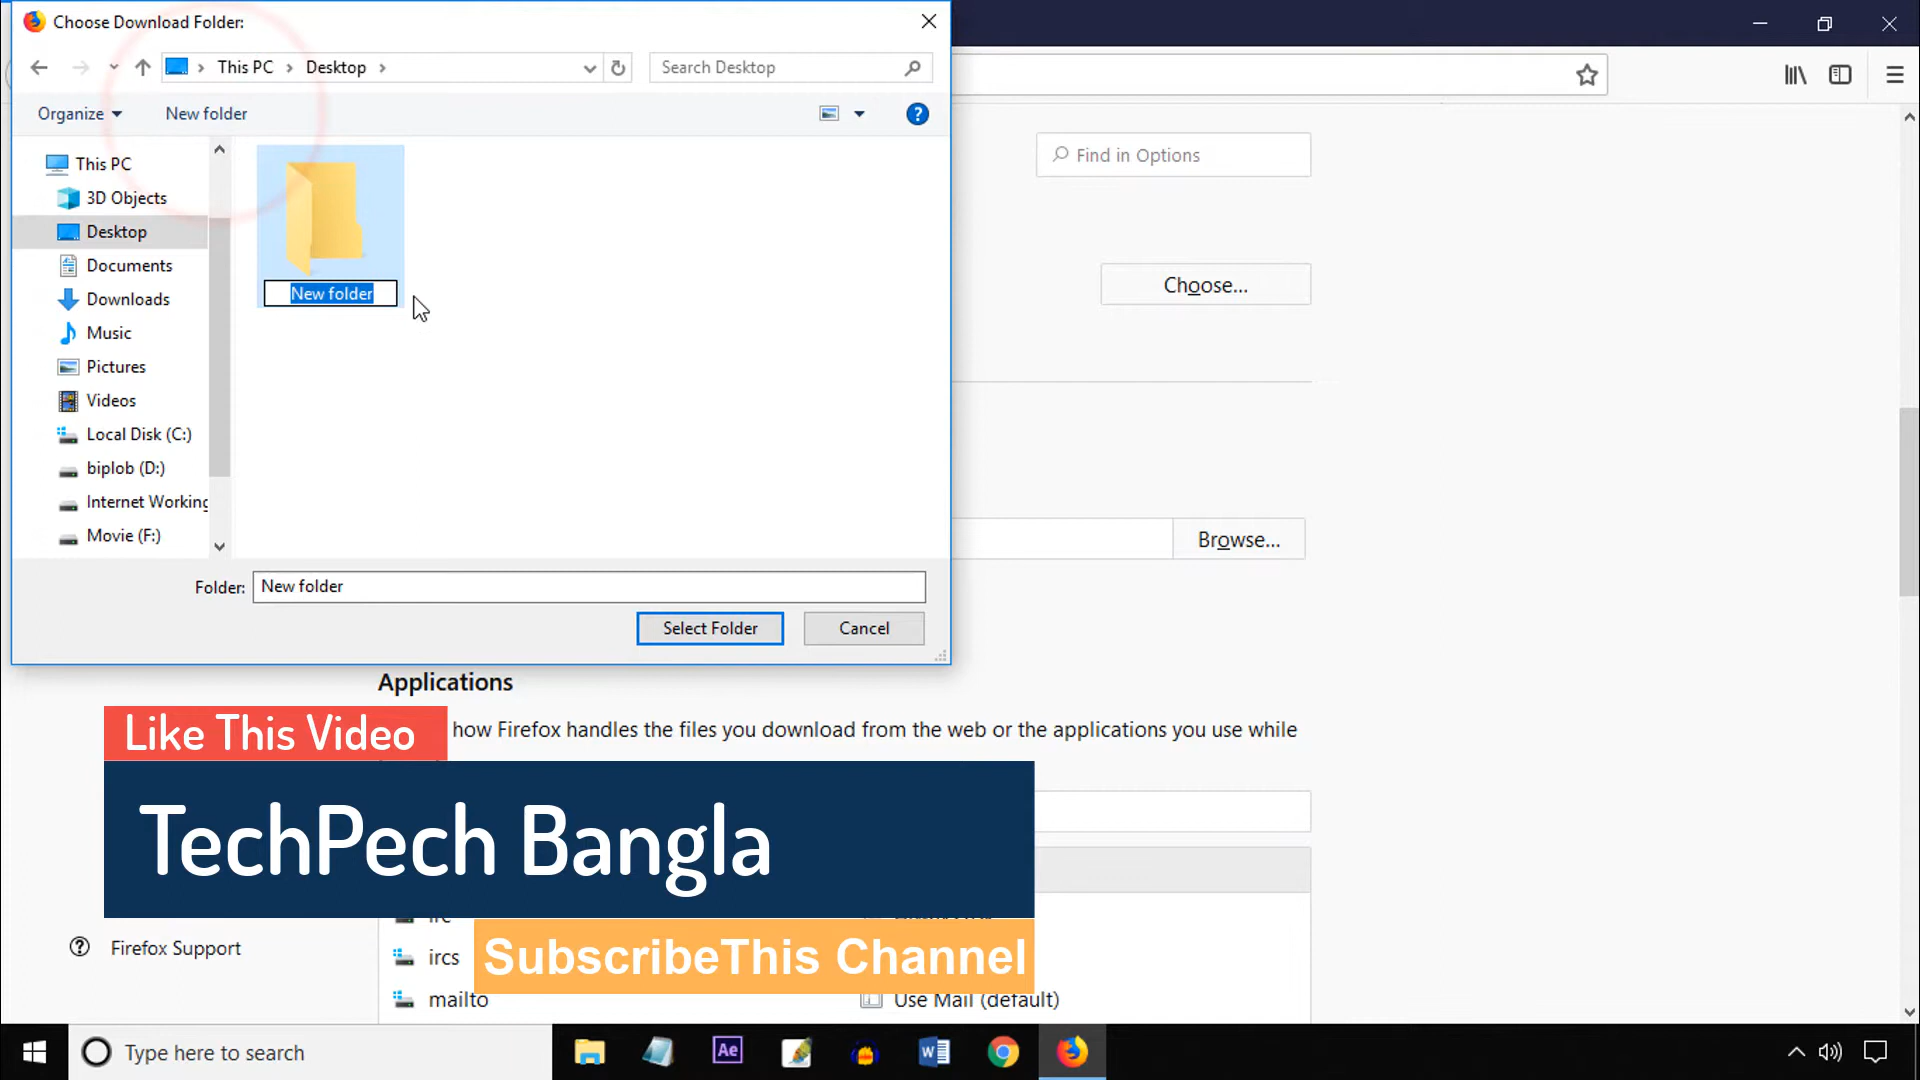 Choose Download Folder:
This PC > Desktop >
Search Desktop
Organize
New folder
This PC
3D Objects
Desktop
Documents
Downloads
Music
Pictures
Videos
Local Disk (C:)
biplob (D:)
Internet Working
Movie (F:)
New folder
Folder: New folder
Select Folder
Cancel
Find in Options
Choose...
Browse...
Applications
how Firefox handles the files you download from the web or the applications you use while
Like This Video
TechPech Bangla
SubscribeThis Channel
irc
ircs
mailto
Use Mail (default)
Firefox Support
Type here to search
Ae